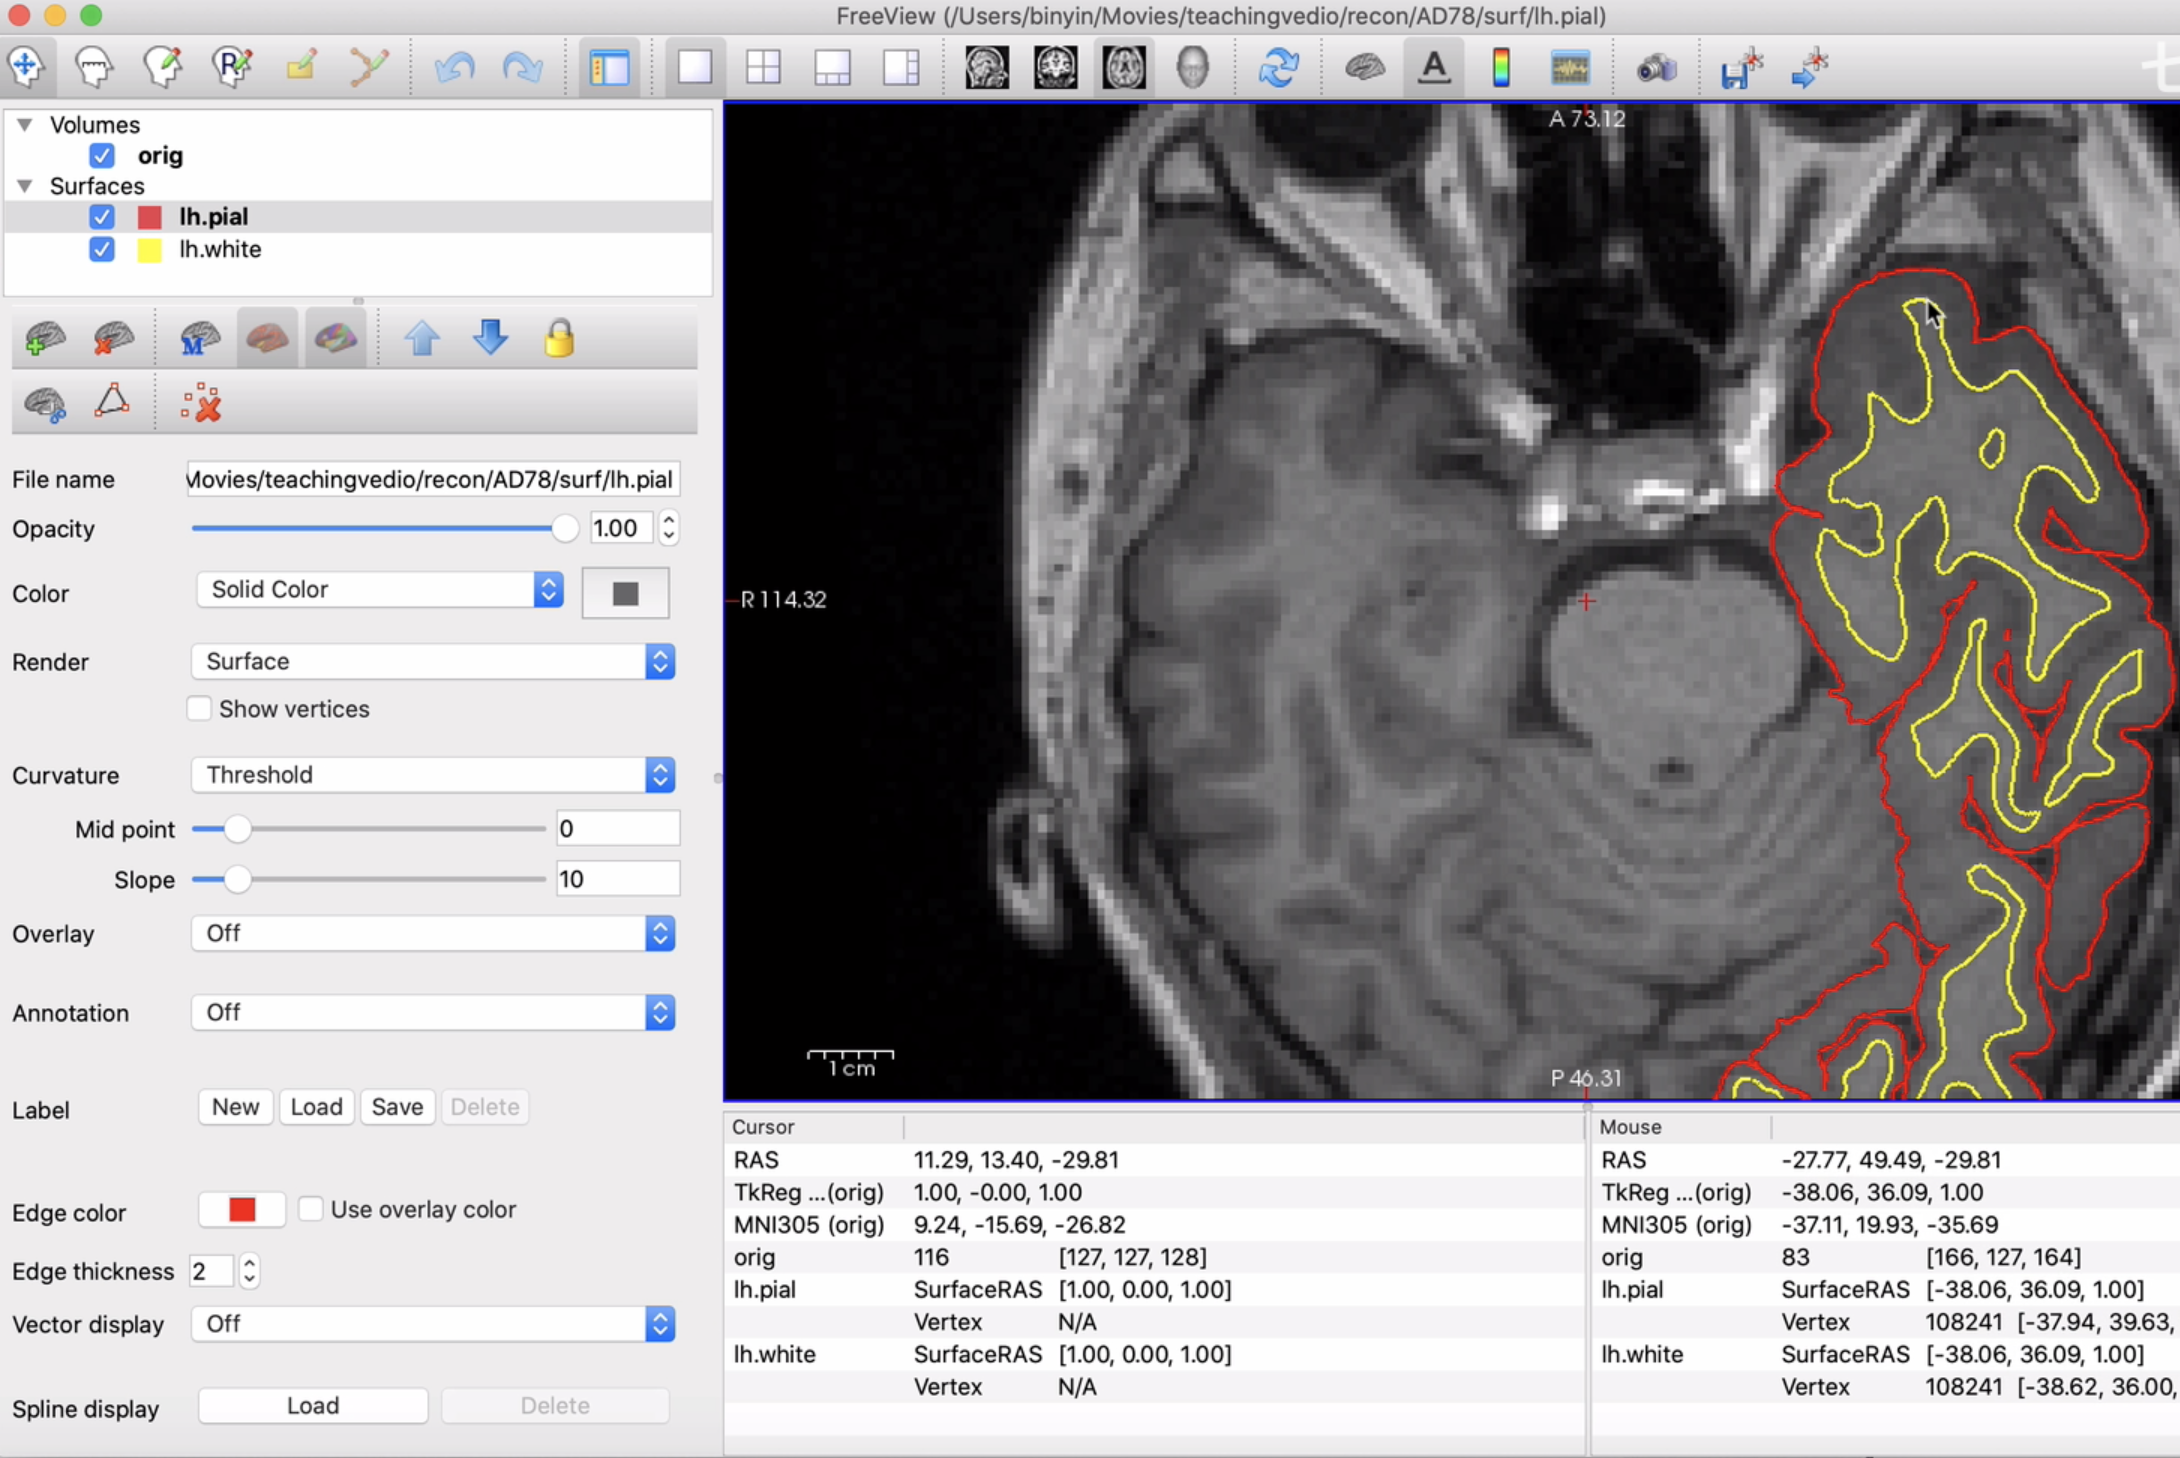 FreeView (/Users/binyin/Movies/teachingvedio/recon/AD78/surf/lh.pial)
Volumes
orig
Surfaces
lh.pial
lh.white
File name Movies/teachingvedio/recon/AD78/surf/lh.pial
Opacity 1.00
Color Solid Color
Render Surface
Show vertices
Curvature Threshold
Mid point 0
Slope 10
Overlay Off
Annotation Off
Label New Load Save Delete
Edge color Use overlay color
Edge thickness 2
Vector display Off
Spline display Load Delete
A 73.12
R 114.32
1 cm
P 46.31
Cursor
RAS 11.29, 13.40, -29.81
TkReg ...(orig) 1.00, -0.00, 1.00
MNI305 (orig) 9.24, -15.69, -26.82
orig 116 [127, 127, 128]
lh.pial SurfaceRAS [1.00, 0.00, 1.00]
Vertex N/A
lh.white SurfaceRAS [1.00, 0.00, 1.00]
Vertex N/A
Mouse
RAS -27.77, 49.49, -29.81
TkReg ...(orig) -38.06, 36.09, 1.00
MNI305 (orig) -37.11, 19.93, -35.69
orig 83 [166, 127, 164]
lh.pial SurfaceRAS [-38.06, 36.09, 1.00]
Vertex 108241 [-37.94, 39.63,
lh.white SurfaceRAS [-38.06, 36.09, 1.00]
Vertex 108241 [-38.62, 36.00,